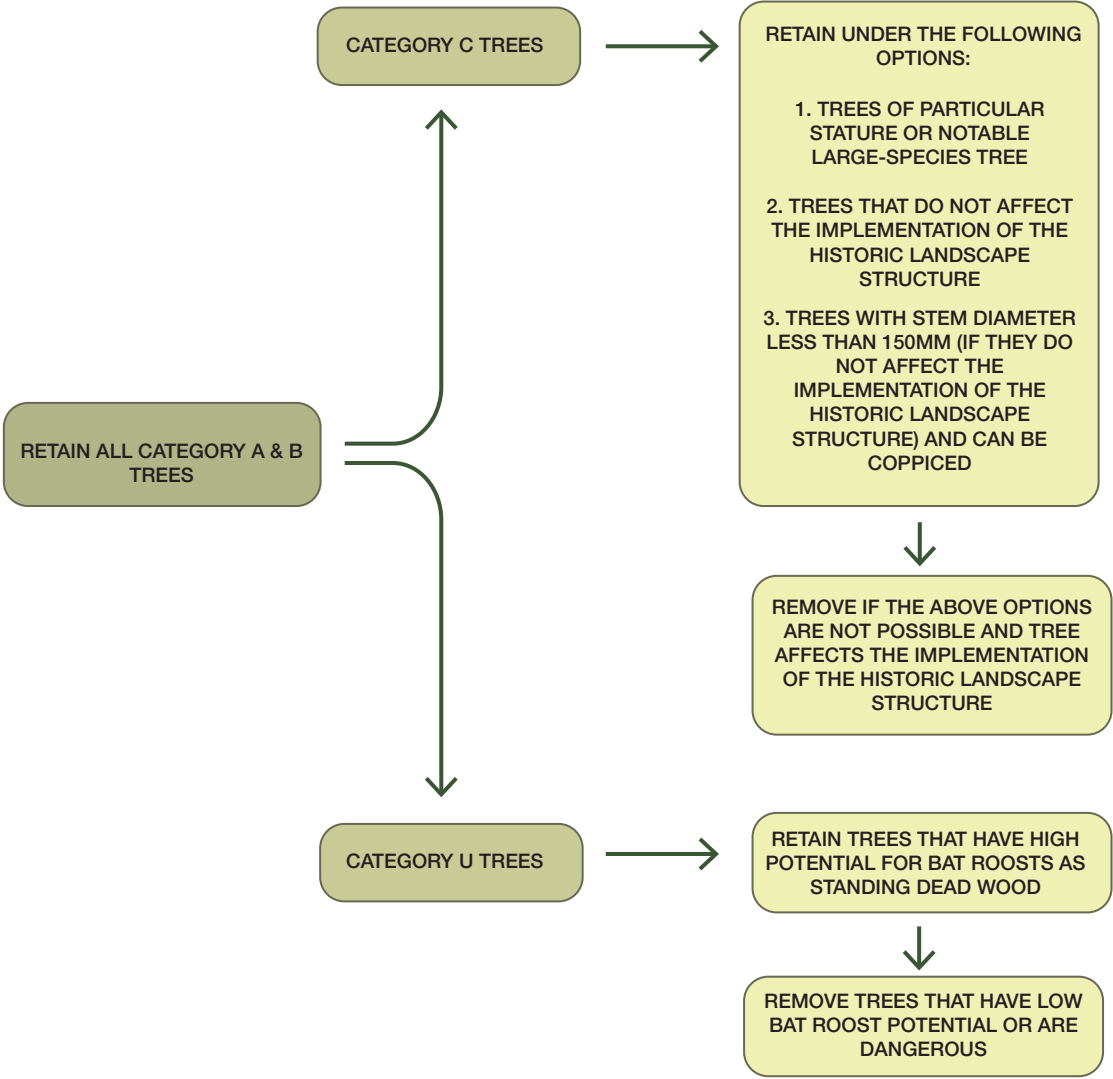 CATEGORY C TREES
RETAIN UNDER THE FOLLOWING
OPTIONS:
1. TREES OF PARTICULAR
STATURE OR NOTABLE
LARGE-SPECIES TREE
2. TREES THAT DO NOT AFFECT
THE IMPLEMENTATION OF THE
HISTORIC LANDSCAPE
STRUCTURE
3. TREES WITH STEM DIAMETER
LESS THAN 150MM (IF THEY DO
NOT AFFECT THE
IMPLEMENTATION OF THE
HISTORIC LANDSCAPE
STRUCTURE) AND CAN BE
COPPICED
RETAIN ALL CATEGORY A & B
TREES
REMOVE IF THE ABOVE OPTIONS
ARE NOT POSSIBLE AND TREE
AFFECTS THE IMPLEMENTATION
OF THE HISTORIC LANDSCAPE
STRUCTURE
CATEGORY U TREES
RETAIN TREES THAT HAVE HIGH
POTENTIAL FOR BAT ROOSTS AS
STANDING DEAD WOOD
REMOVE TREES THAT HAVE LOW
BAT ROOST POTENTIAL OR ARE
DANGEROUS